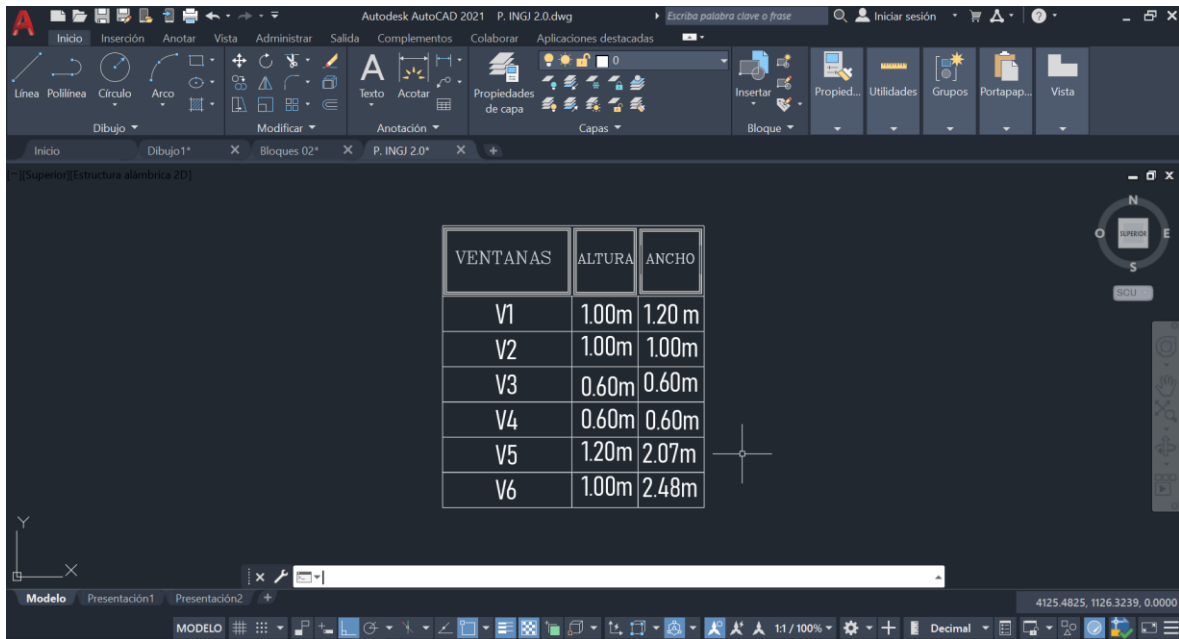 Autodesk AutoCAD 2021 P. INGJ 2.0.dwg
Escriba palabra clave o frase
Iniciar sesión
Inicio Inserción Anotar Vista Administrar Salida Complementos Colaborar Aplicaciones destacadas
0
Línea Polilínea Círculo Arco Texto Acotar Propiedades de capa Insertar Propied... Utilidades Grupos Portapap... Vista
Dibujo Modificar Anotación Capas Bloque
Inicio Dibujo1* Bloques 02* P. INGJ 2.0*
[-][Superior][Estructura alámbrica 2D]
N
O SUPERIOR E
S
SCU
VENTANAS ALTURA ANCHO
V1 1.00m 1.20 m
V2 1.00m 1.00m
V3 0.60m 0.60m
V4 0.60m 0.60m
V5 1.20m 2.07m
V6 1.00m 2.48m
Y
X
Modelo Presentación1 Presentación2 +
4125.4825, 1126.3239, 0.0000
MODELO 1:1 / 100% Decimal